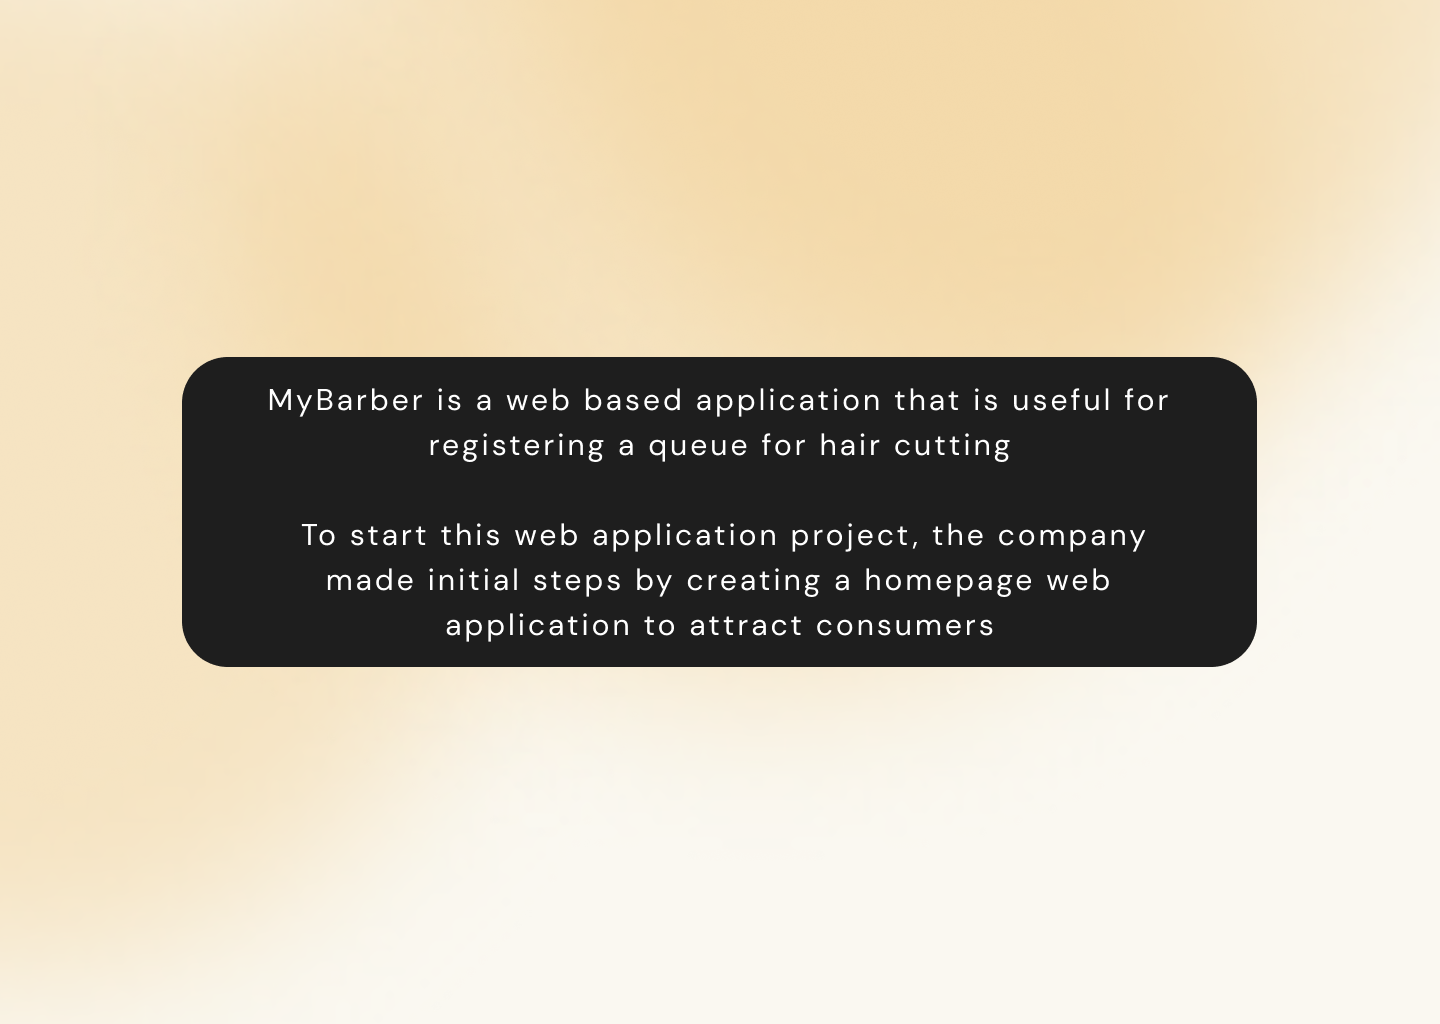 MyBarber is a web based application that is useful for
registering a queue for hair cutting
To start this web application project, the company
made initial steps by creating a homepage web
application to attract consumers